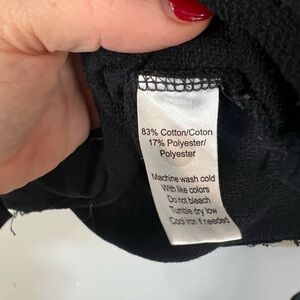 83% Cotton/Coton
17% Polyester/
Polyester
Machine wash cold
With like colors
Do not bleach
Tumble dry low
Cool iron if needed